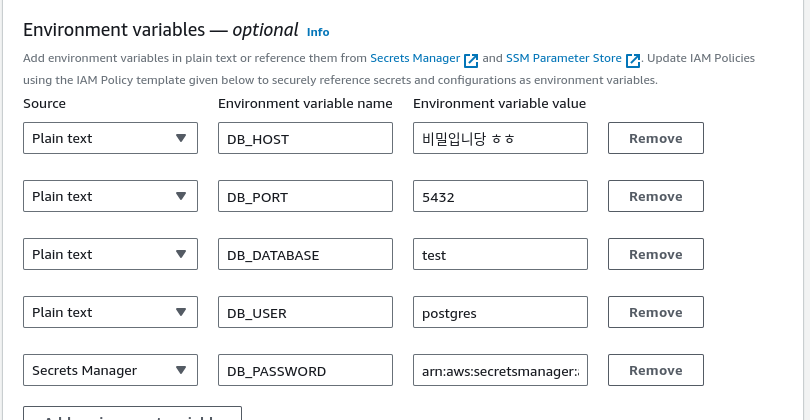 Environment variables — optional Info
Add environment variables in plain text or reference them from Secrets Manager and SSM Parameter Store. Update IAM Policies
using the IAM Policy template given below to securely reference secrets and configurations as environment variables.
Source Environment variable name Environment variable value
Plain text DB_HOST 비밀입니당 ㅎㅎ Remove
Plain text DB_PORT 5432 Remove
Plain text DB_DATABASE test Remove
Plain text DB_USER postgres Remove
Secrets Manager DB_PASSWORD arn:aws:secretsmanager: Remove